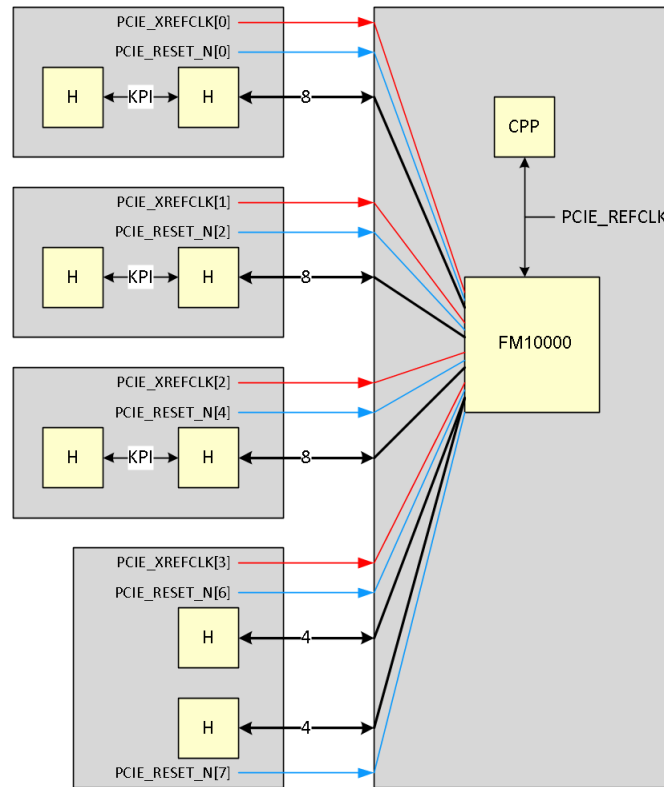 PCIE_XREFCLK[0]
PCIE_RESET_N[0]
H KPI H 8
CPP
PCIE_XREFCLK[1]
PCIE_RESET_N[2]
PCIE_REFCLK
H KPI H 8
FM10000
PCIE_XREFCLK[2]
PCIE_RESET_N[4]
H KPI H 8
PCIE_XREFCLK[3]
PCIE_RESET_N[6]
H 4
H 4
PCIE_RESET_N[7]